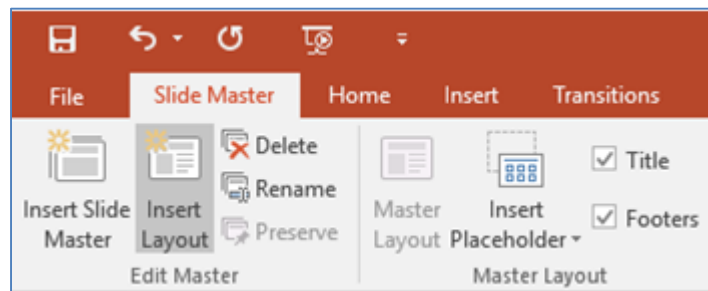 File Slide Master Home Insert Transitions
Insert Slide Master
Insert Layout
Delete
Rename
Preserve
Edit Master
Master Layout
Insert Placeholder
Title
Footers
Master Layout